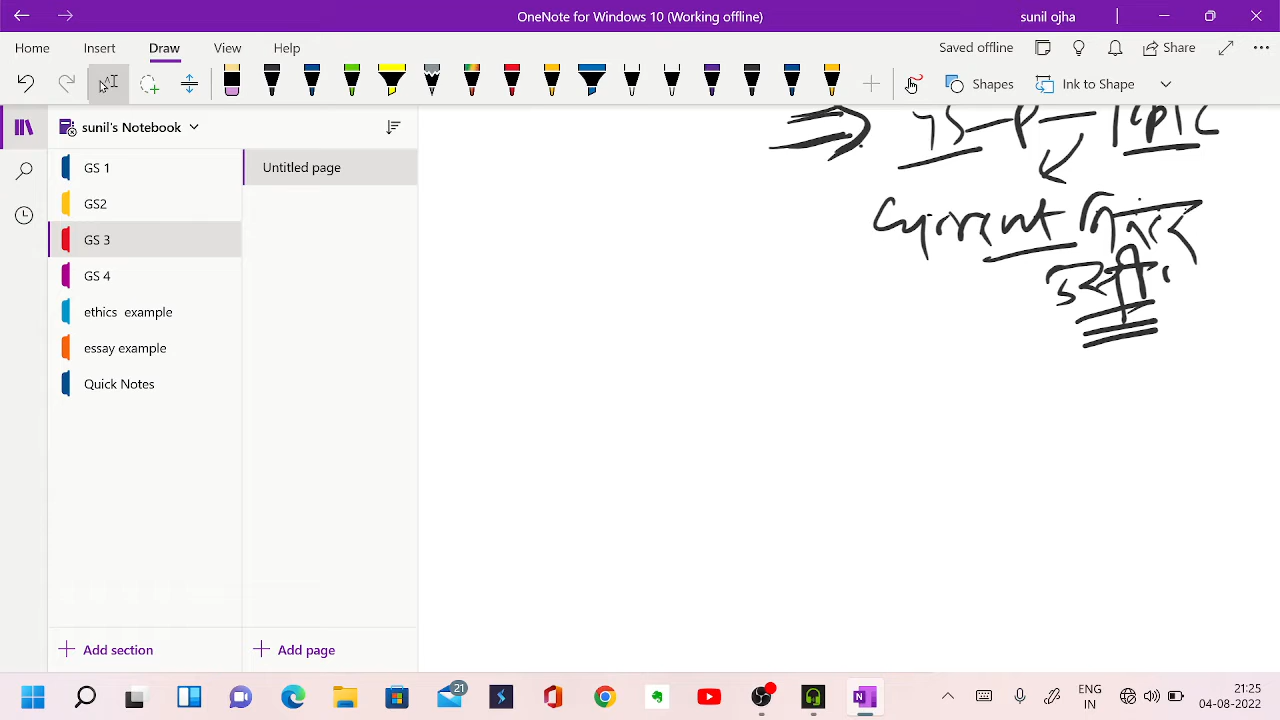 OneNote for Windows 10 (Working offline)
sunil ojha
Home Insert Draw View Help
Saved offline
Share
Shapes
Ink to Shape
sunil's Notebook
GS 1
GS2
GS 3
GS 4
ethics example
essay example
Quick Notes
Add section
Untitled page
Add page
Topic
Current
21
ENG
IN
04-08-2022